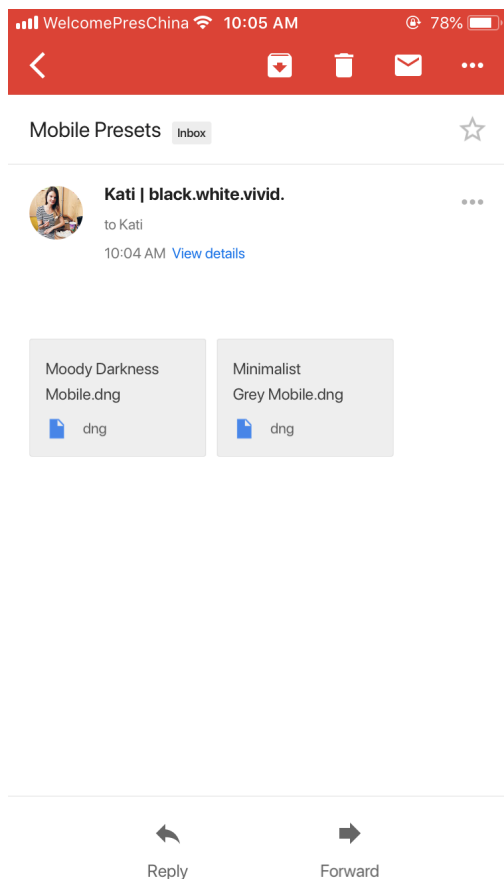 WelcomePresChina 10:05 AM 78%
Mobile Presets Inbox
Kati | black.white.vivid.
to Kati
10:04 AM View details
Moody Darkness
Mobile.dng
dng
Minimalist
Grey Mobile.dng
dng
Reply Forward